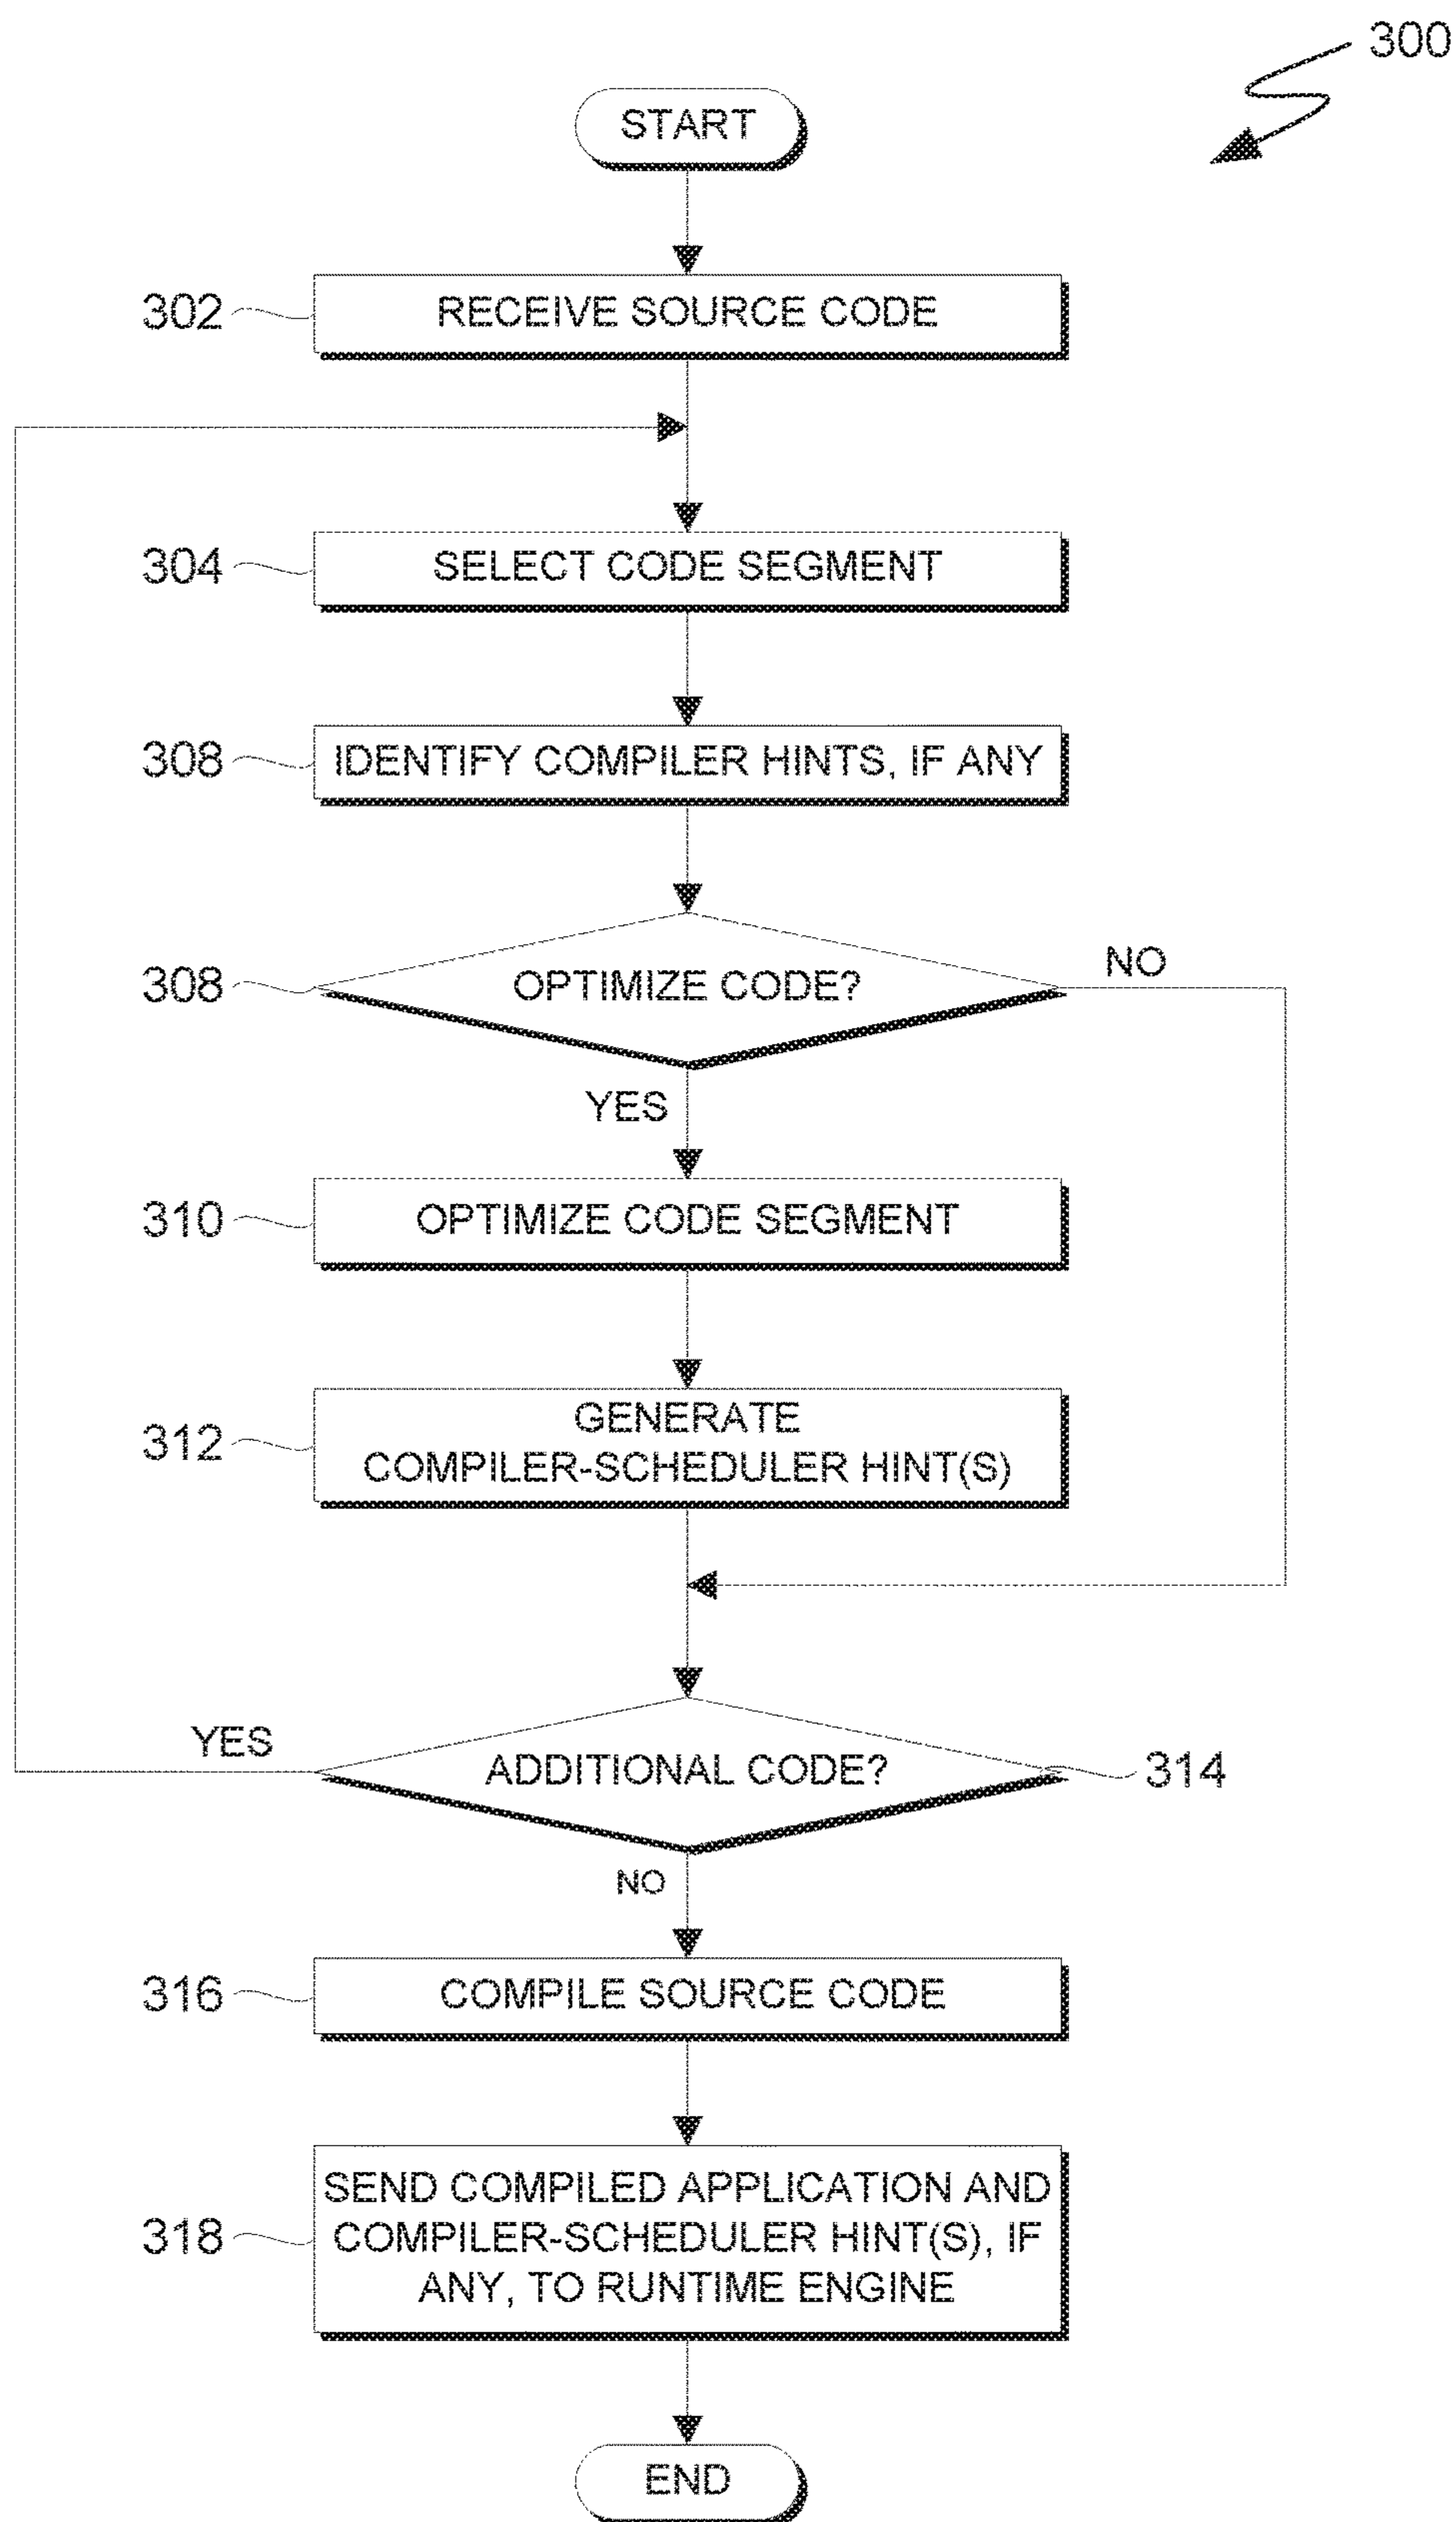 300
START
302
RECEIVE SOURCE CODE
304
SELECT CODE SEGMENT
308
IDENTIFY COMPILER HINTS, IF ANY
308
OPTIMIZE CODE?
NO
YES
310
OPTIMIZE CODE SEGMENT
312
GENERATE
COMPILER-SCHEDULER HINT(S)
YES
ADDITIONAL CODE?
314
NO
316
COMPILE SOURCE CODE
318
SEND COMPILED APPLICATION AND
COMPILER-SCHEDULER HINT(S), IF
ANY, TO RUNTIME ENGINE
END